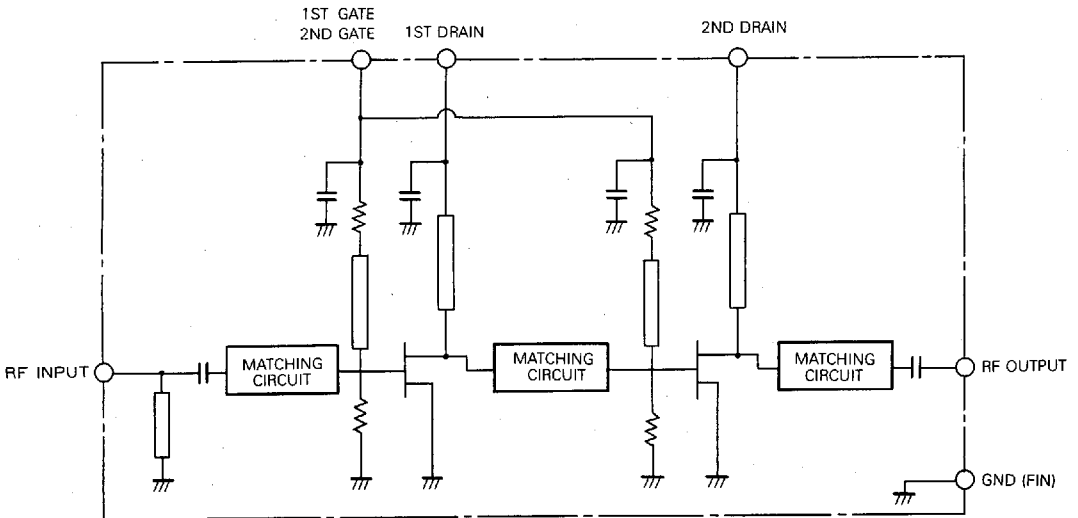 1ST GATE
2ND GATE
1ST DRAIN
2ND DRAIN
RF INPUT
MATCHING
CIRCUIT
MATCHING
CIRCUIT
MATCHING
CIRCUIT
RF OUTPUT
GND (FIN)